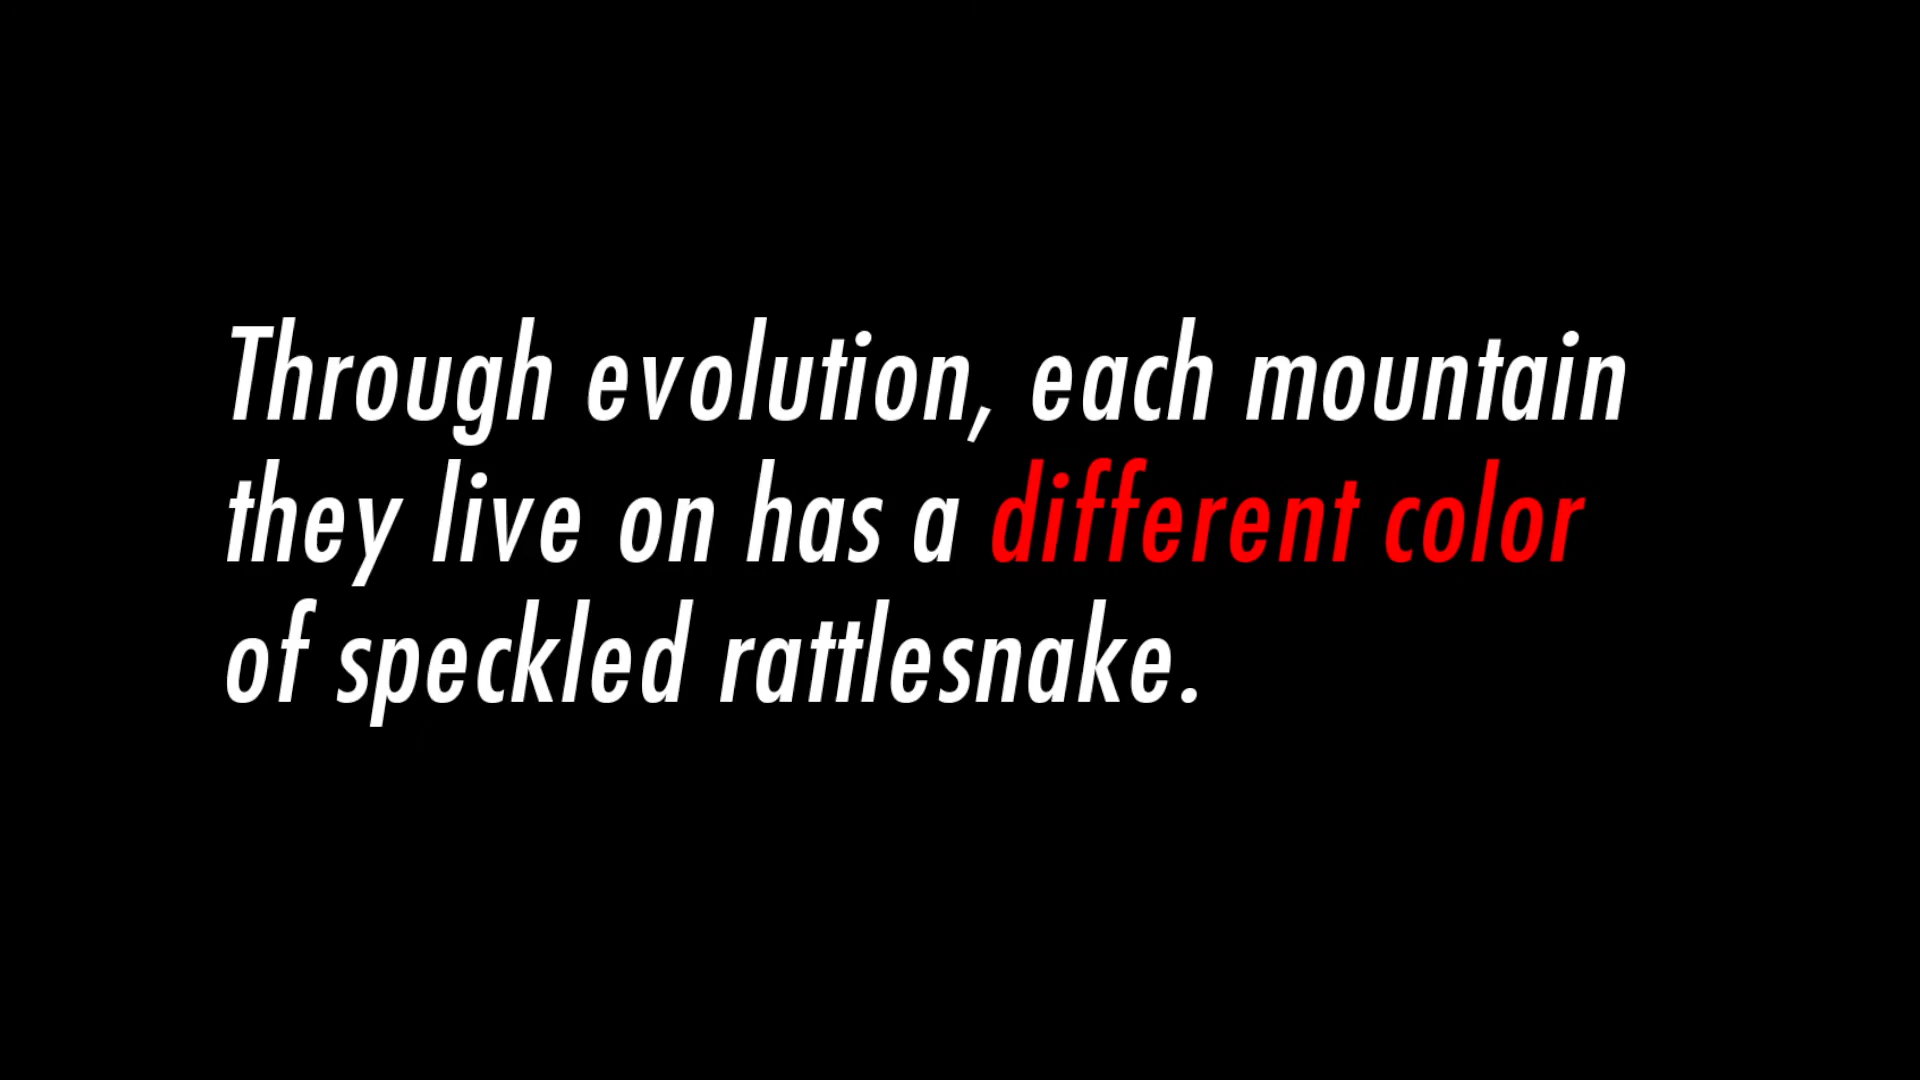 Through evolution, each mountain
they live on has a different color
of speckled rattlesnake.